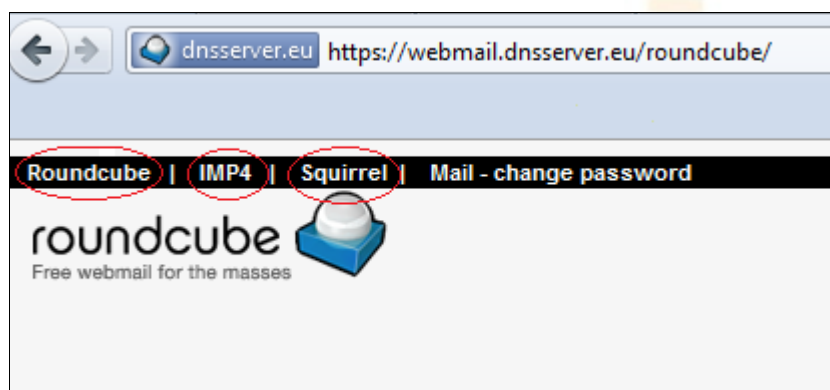 dnsserver.eu https://webmail.dnsserver.eu/roundcube/
Roundcube | IMP4 | Squirrel | Mail - change password
roundcube
Free webmail for the masses